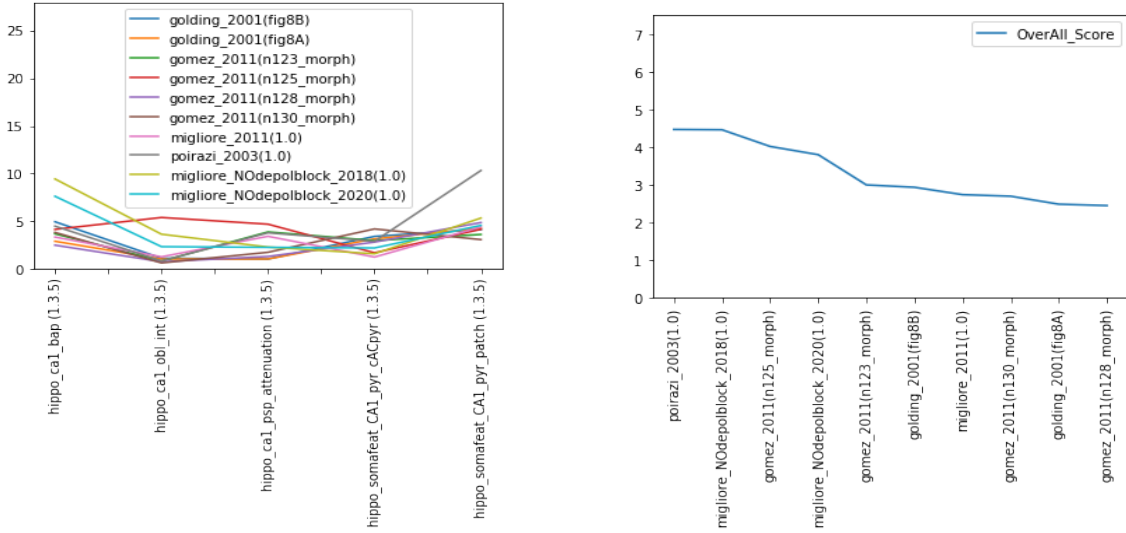 25
20
15
10
5
0
golding_2001(fig8B)
golding_2001(fig8A)
gomez_2011(n123_morph)
gomez_2011(n125_morph)
gomez_2011(n128_morph)
gomez_2011(n130_morph)
migliore_2011(1.0)
poirazi_2003(1.0)
migliore_NOdepolblock_2018(1.0)
migliore_NOdepolblock_2020(1.0)
hippo_ca1_bap (1.3.5)
hippo_ca1_obl_int (1.3.5)
hippo_ca1_psp_attenuation (1.3.5)
hippo_somafeat_CA1_pyr_cACpyr (1.3.5)
hippo_somafeat_CA1_pyr_patch (1.3.5)
7
6
5
4
3
2
1
0
OverAll_Score
poirazi_2003(1.0)
migliore_NOdepolblock_2018(1.0)
gomez_2011(n125_morph)
migliore_NOdepolblock_2020(1.0)
gomez_2011(n123_morph)
golding_2001(fig8B)
migliore_2011(1.0)
gomez_2011(n130_morph)
golding_2001(fig8A)
gomez_2011(n128_morph)